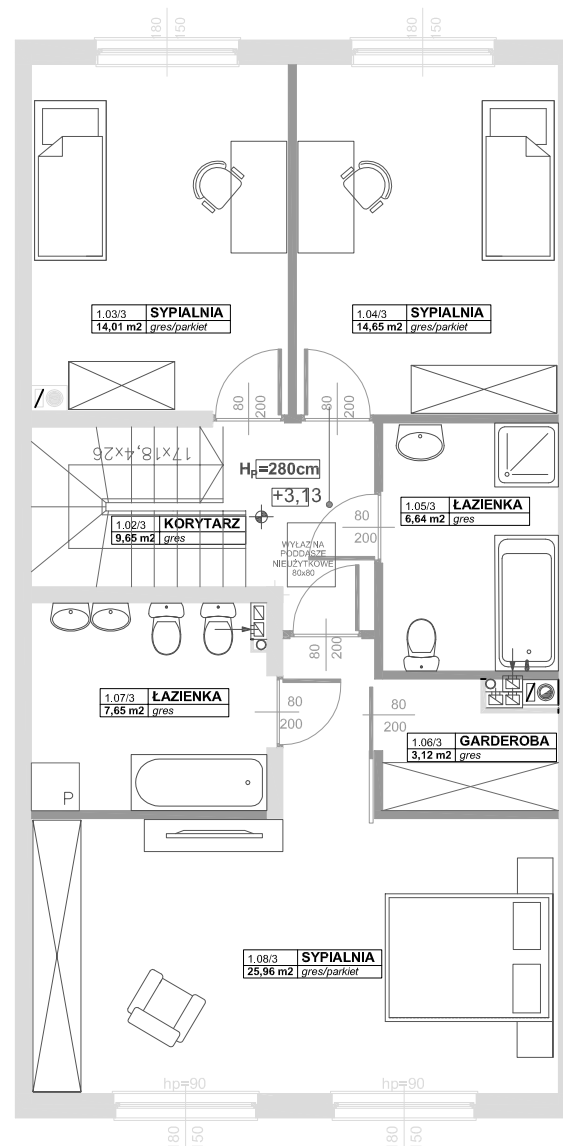 180
150
180
150
1.03/3 SYPIALNIA
14,01 m2 gres/parkiet
1.04/3 SYPIALNIA
14,65 m2 gres/parkiet
80
200
80
200
17x18,4x26
Hp=280cm
+3,13
1.02/3 KORYTARZ
9,65 m2 gres
1.05/3 ŁAZIENKA
6,64 m2 gres
80
200
WYŁAZ NA
PODDASZE
NIEUŻYTKOWE
80x80
80
200
1.07/3 ŁAZIENKA
7,65 m2 gres
80
200
80
200
1.06/3 GARDEROBA
3,12 m2 gres
P
1.08/3 SYPIALNIA
25,96 m2 gres/parkiet
hp=90
hp=90
80
50
80
50